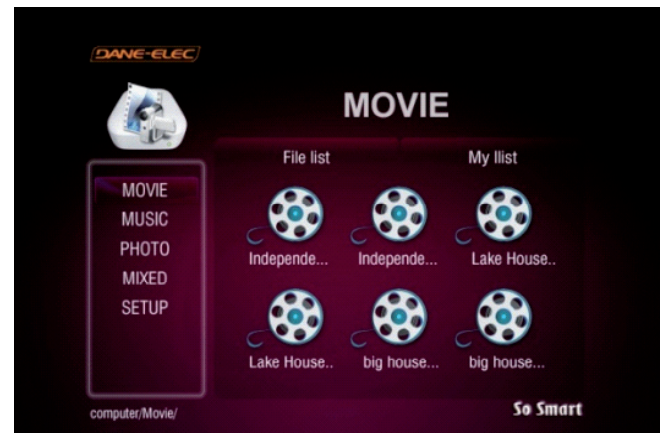 DANE-ELEC
MOVIE
File list
My llist
MOVIE
MUSIC
PHOTO
MIXED
SETUP
Independe...
Independe...
Lake House..
Lake House..
big house...
big house...
computer/Movie/
So Smart